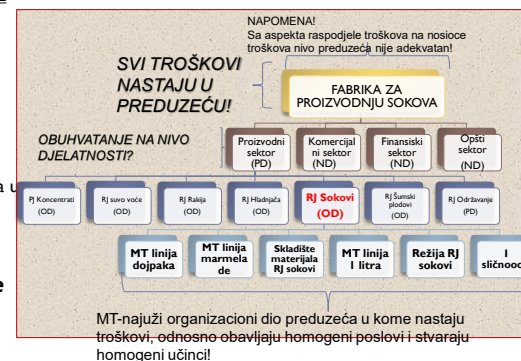 NAPOMENA!
Sa aspekta raspodjele troškova na nosioce
troškova nivo preduzeća nije adekvatan!
SVI TROŠKOVI
NASTAJU U
PREDUZEĆU!
FABRIKA ZA
PROIZVODNJU SOKOVA
OBUHVATANJE NA NIVO
DJELATNOSTI?
Proizvodni
sektor
(PD)
Komercijal
ni sektor
(ND)
Finansiski
sektor
(ND)
Opšti
sektor
(ND)
a u
PJ Koncentrati
(OD)
RJ suvo voće
(OD)
RJ Rakija
(OD)
RJ Hladnjača
(OD)
RJ Sokovi
(OD)
RJ Šumski
plodovi
(OD)
RJ Održavanje
(PD)
MT linija
dojpaka
MT linija
marmela
de
Skladište
materijala
RJ sokovi
MT linija
1 litra
Režija RJ
sokovi
I
sličnood
e
MT-najuži organizacioni dio preduzeća u kome nastaju
troškovi, odnosno obavljaju homogeni poslovi i stvaraju
homogeni učinci!